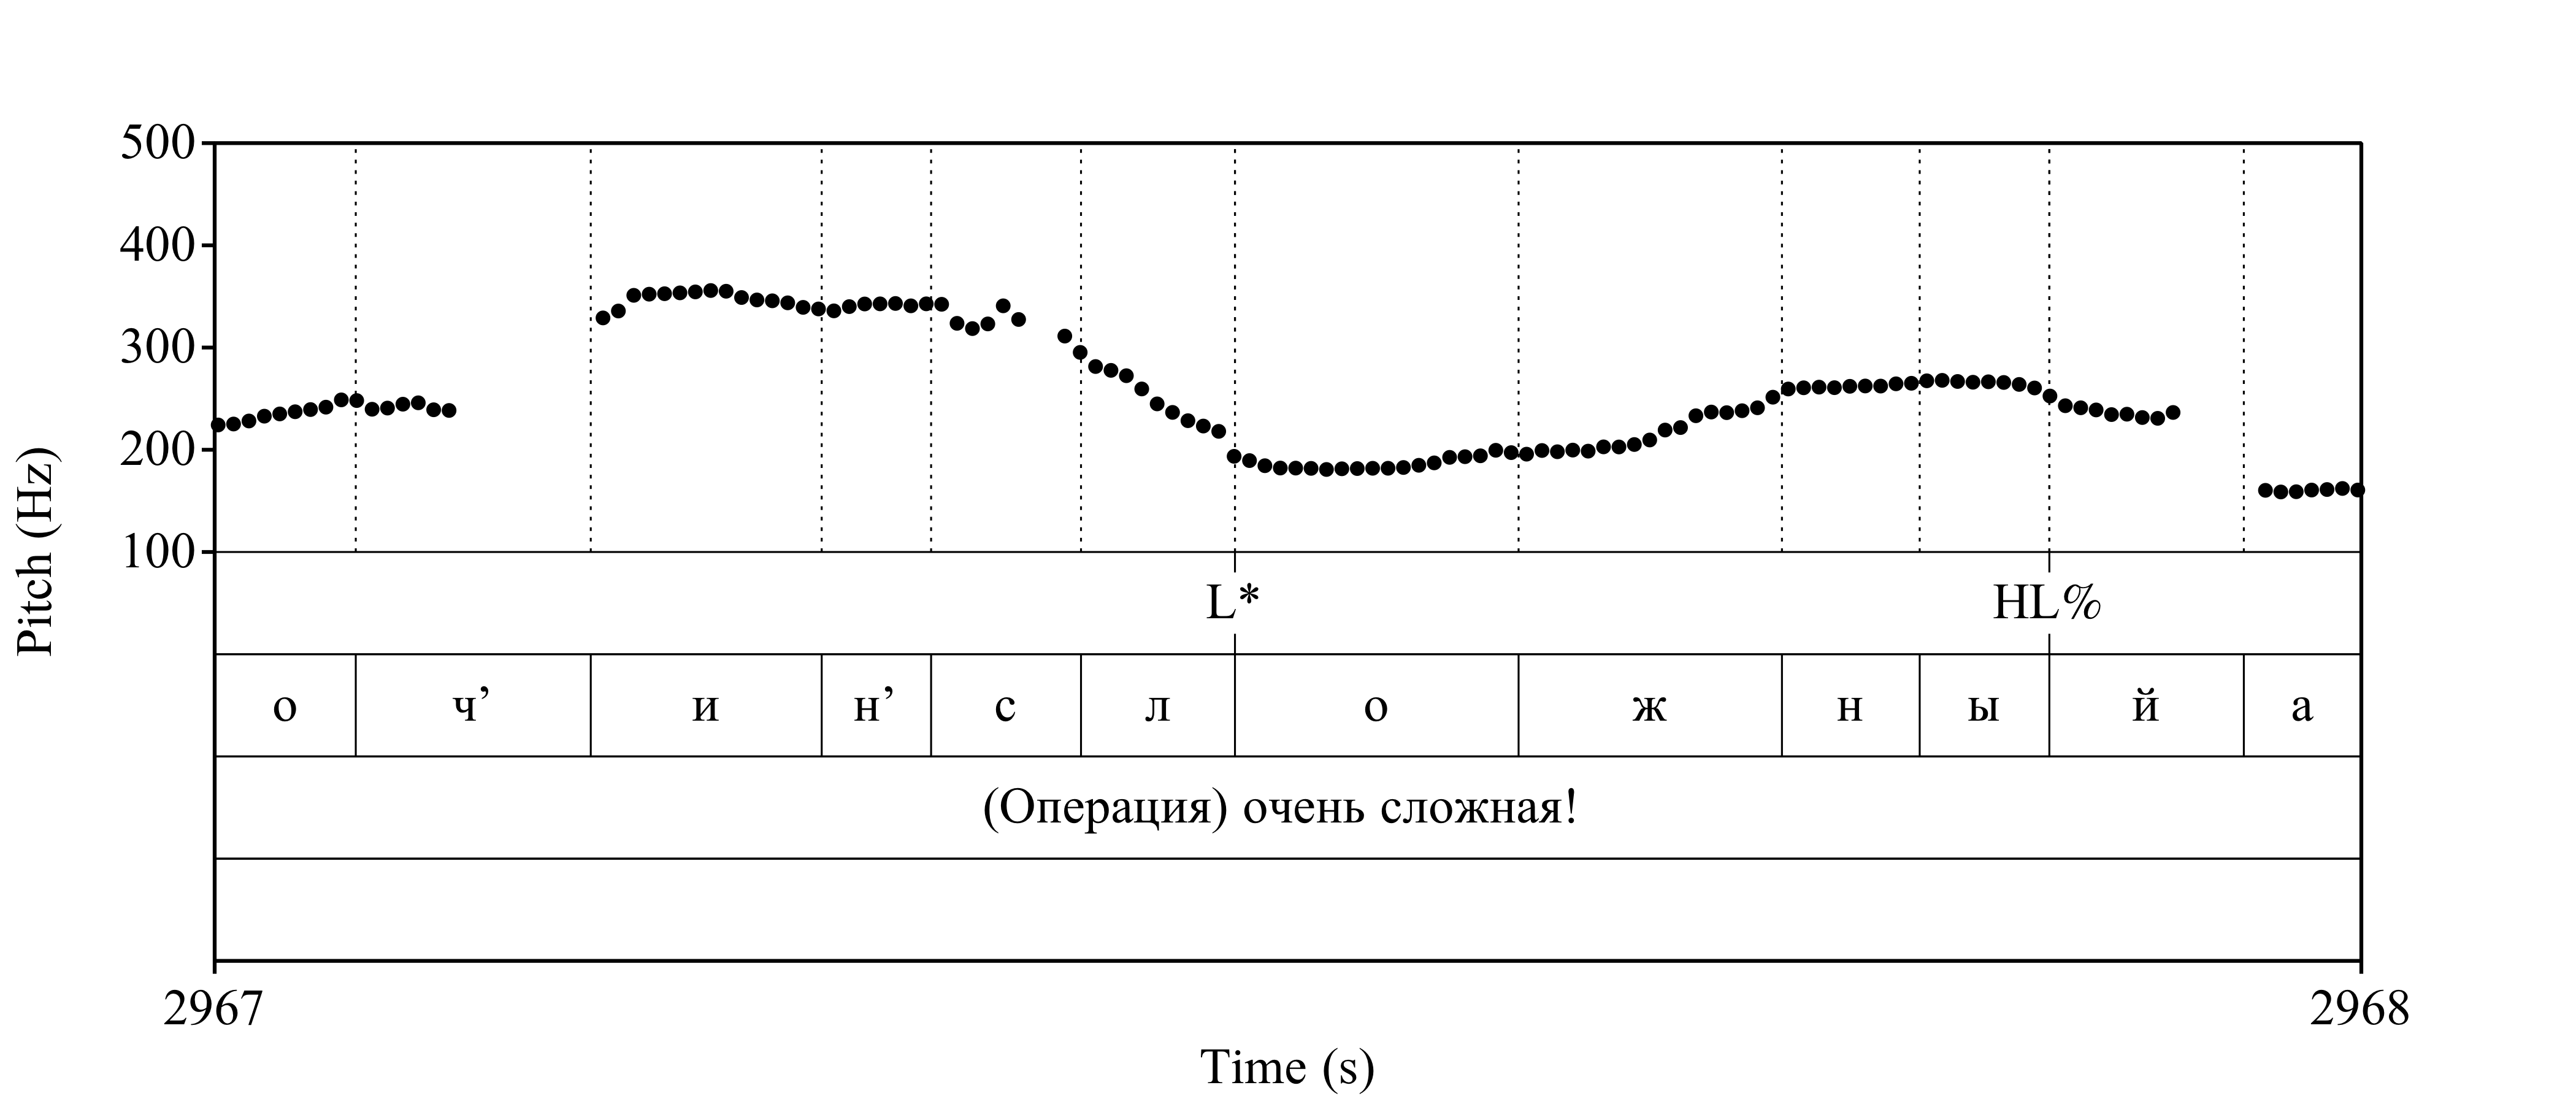 500
400
300
200
100
Pitch (Hz)
L* HL%
о ч’ и н’ с л о ж н ы й а
(Операция) очень сложная!
2967 2968
Time (s)